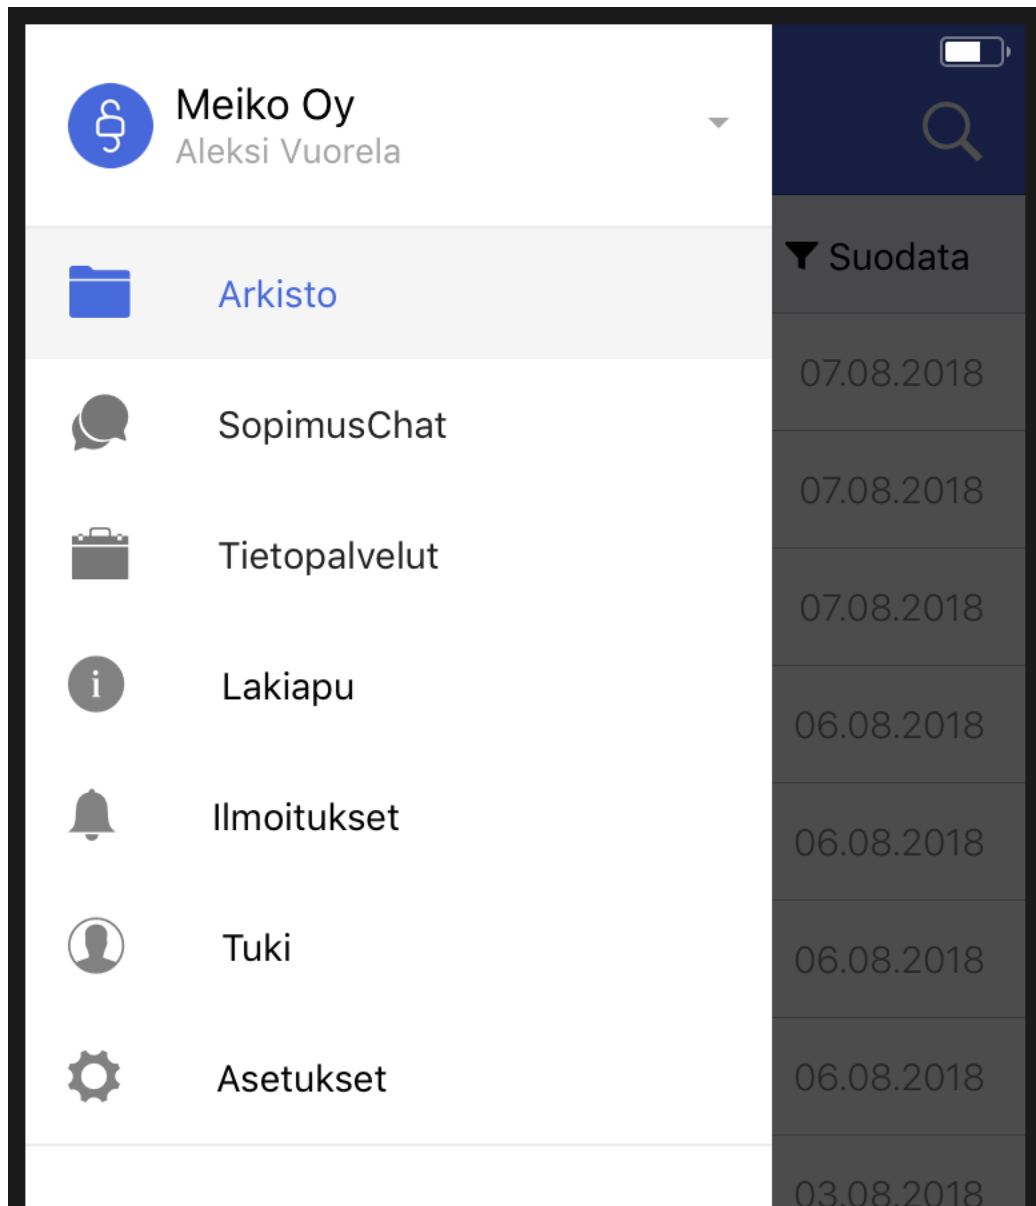 Meiko Oy
Aleksi Vuorela
Arkisto
SopimusChat
Tietopalvelut
Lakiapu
Ilmoitukset
Tuki
Asetukset
Suodata
07.08.2018
07.08.2018
07.08.2018
06.08.2018
06.08.2018
06.08.2018
06.08.2018
03.08.2018